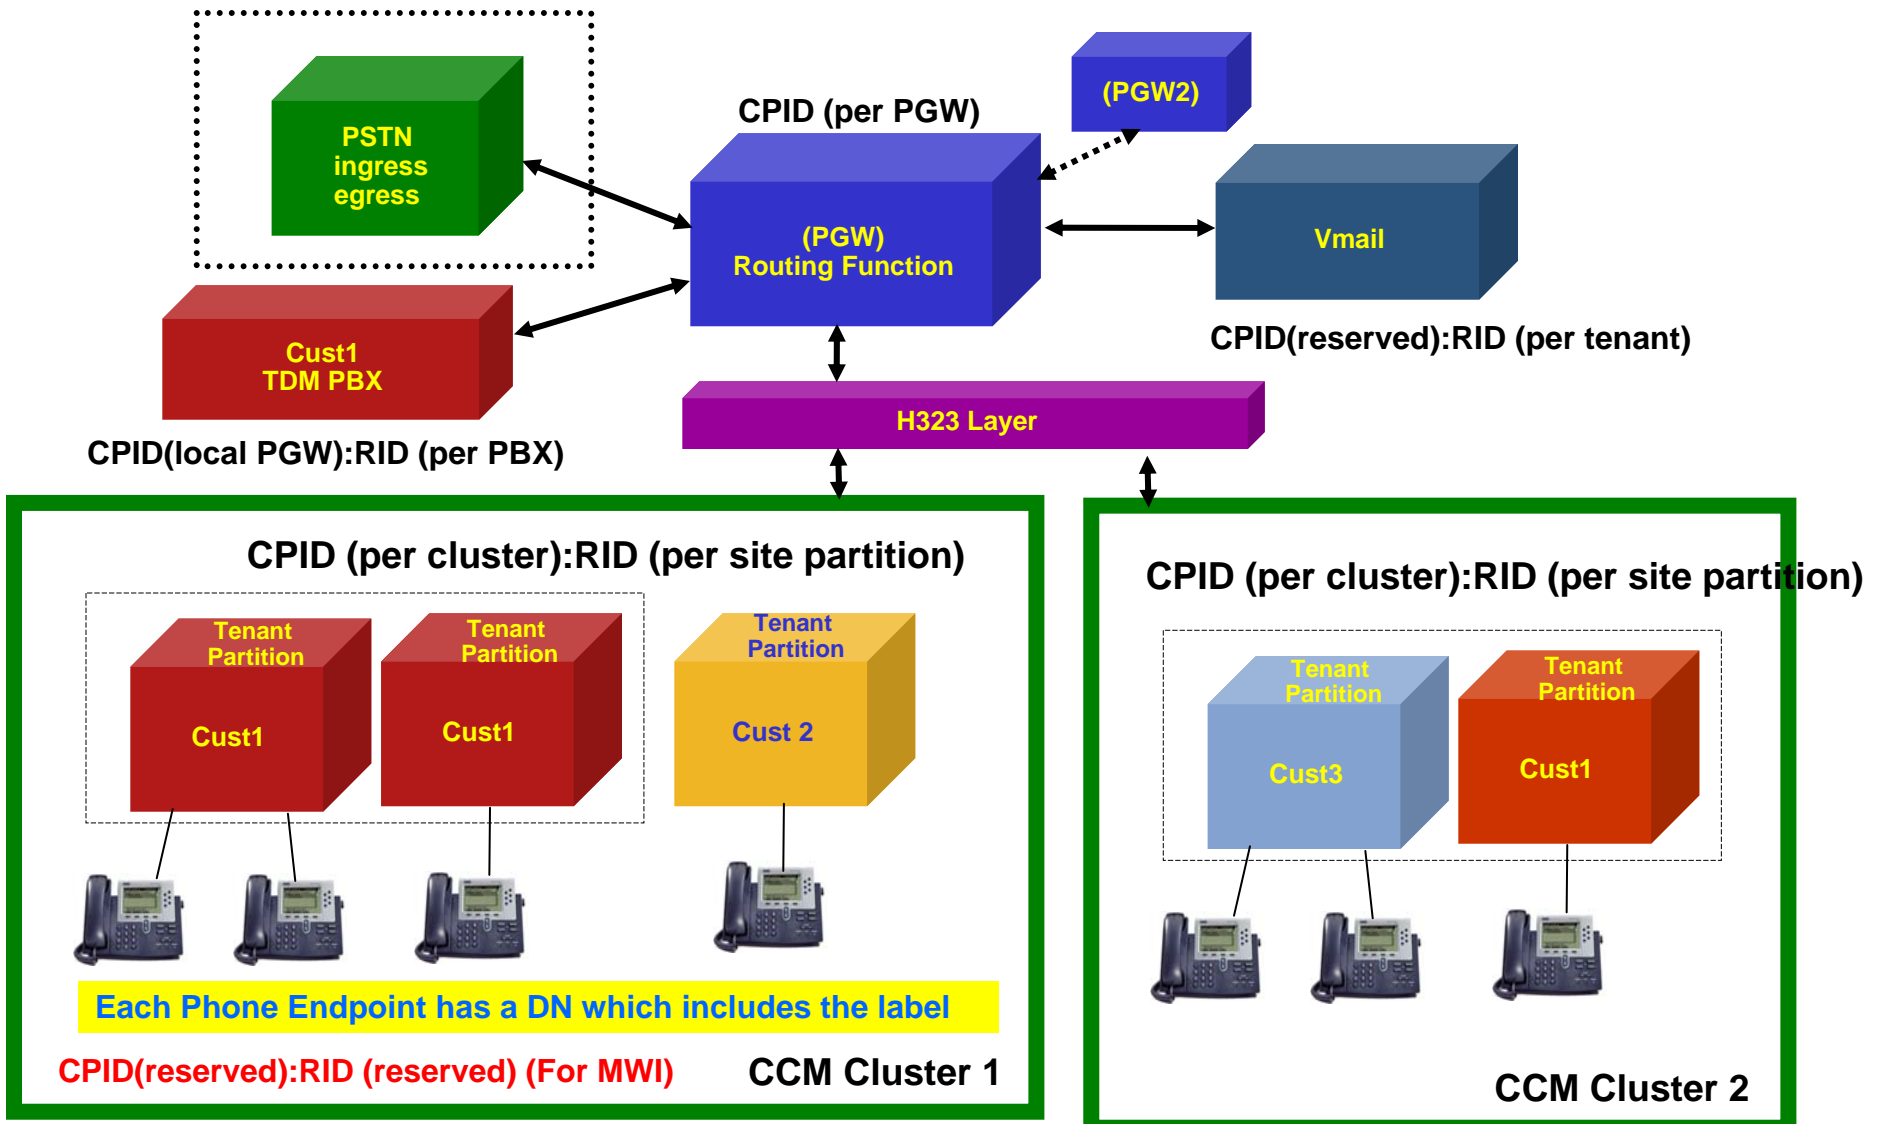 (PGW2)
CPID (per PGW)
PSTN
ingress
egress
(PGW)
Routing Function
Vmail
CPID(reserved):RID (per tenant)
Cust1
TDM PBX
H323 Layer
CPID(local PGW):RID (per PBX)
CPID (per cluster):RID (per site partition)
Tenant
Partition
Cust1
Tenant
Partition
Cust1
Tenant
Partition
Cust 2
Each Phone Endpoint has a DN which includes the label
CPID(reserved):RID (reserved) (For MWI)
CCM Cluster 1
CPID (per cluster):RID (per site partition)
Tenant
Partition
Cust3
Tenant
Partition
Cust1
CCM Cluster 2